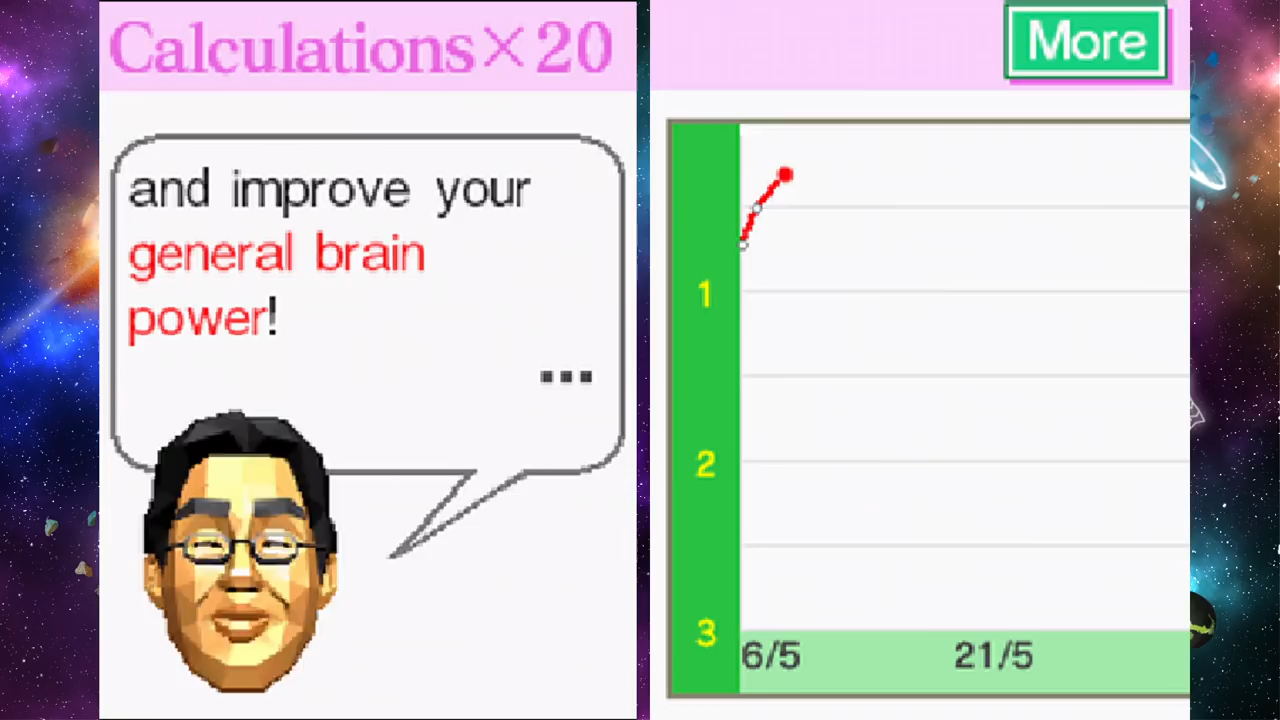 Calculations×20
and improve your
general brain
power!
...
More
1
2
3
6/5
21/5